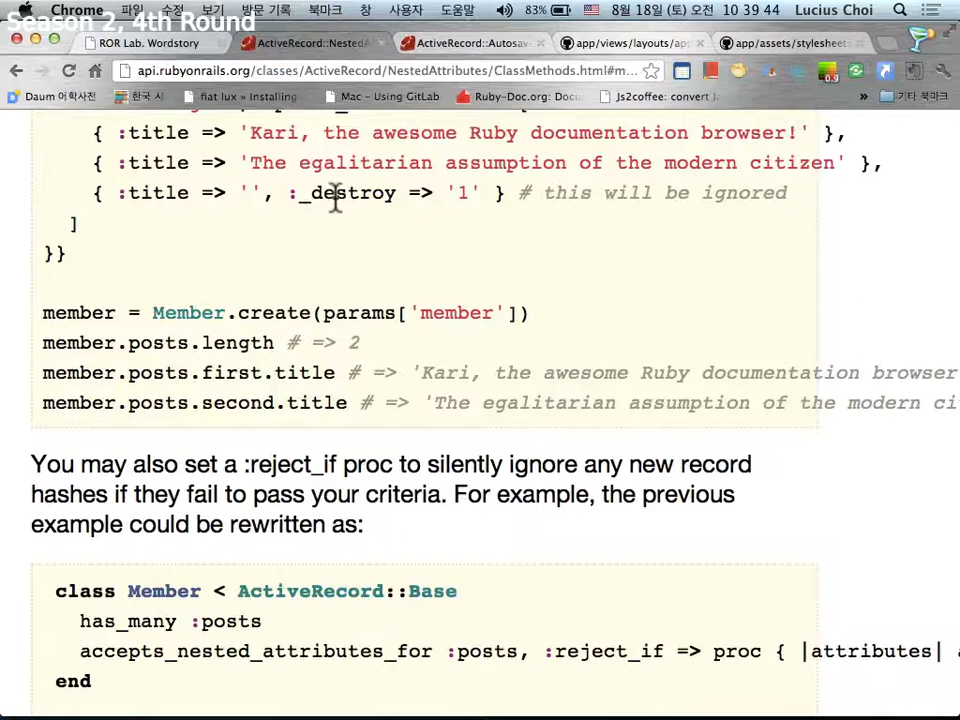 Chrome 파일 수정 보기 방문 기록 북마크 창 사용자 도움말 83% 8월 18일(토) 오전 10 39 44 Lucius Choi
Season 2, 4th Round
ROR Lab. Wordstory ActiveRecord::Nested ActiveRecord::Autosav app/views/layouts/ap app/assets/stylesheet
api.rubyonrails.org/classes/ActiveRecord/NestedAttributes/ClassMethods.html#m...
Daum 어학사전 한국 시 fiat lux » Installing Mac - Using GitLab Ruby-Doc.org: Docu Js2coffee: convert J » 기타 북마크
{ :title => 'Kari, the awesome Ruby documentation browser!' },
{ :title => 'The egalitarian assumption of the modern citizen' },
{ :title => '', :_destroy => '1' } # this will be ignored
]
}}
member = Member.create(params['member'])
member.posts.length # => 2
member.posts.first.title # => 'Kari, the awesome Ruby documentation browser
member.posts.second.title # => 'The egalitarian assumption of the modern ci
You may also set a :reject_if proc to silently ignore any new record
hashes if they fail to pass your criteria. For example, the previous
example could be rewritten as:
class Member < ActiveRecord::Base
has_many :posts
accepts_nested_attributes_for :posts, :reject_if => proc { |attributes| a
end